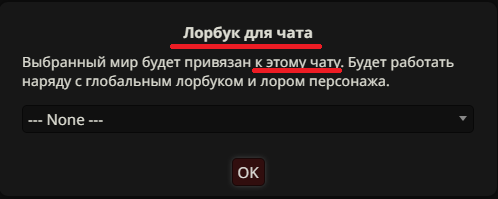 Лорбук для чата
Выбранный мир будет привязан к этому чату. Будет работать
наряду с глобальным лорбуком и лором персонажа.
--- None ---
OK